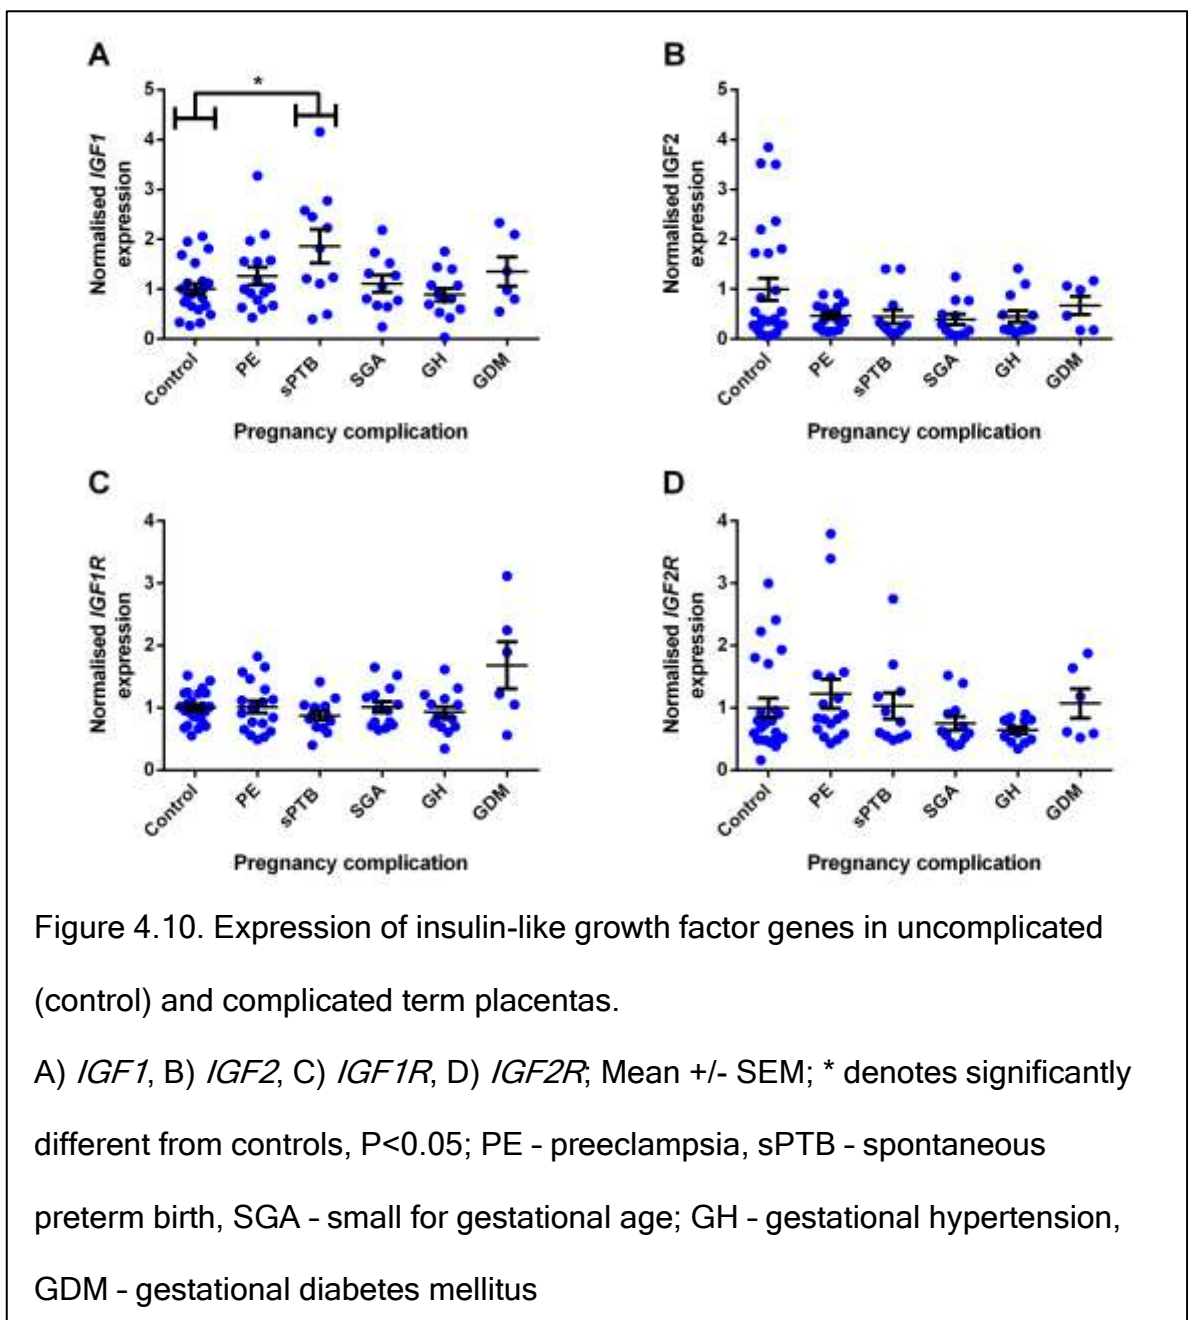 A
Normalised IGF1
expression
*
5
4
3
2
1
0
Control
PE
sPTB
SGA
GH
GDM
Pregnancy complication
B
Normalised IGF2
expression
5
4
3
2
1
0
Control
PE
sPTB
SGA
GH
GDM
Pregnancy complication
C
Normalised IGF1R
expression
4
3
2
1
0
Control
PE
sPTB
SGA
GH
GDM
Pregnancy complication
D
Normalised IGF2R
expression
4
3
2
1
0
Control
PE
sPTB
SGA
GH
GDM
Pregnancy complication
Figure 4.10. Expression of insulin-like growth factor genes in uncomplicated
(control) and complicated term placentas.
A) IGF1, B) IGF2, C) IGF1R, D) IGF2R; Mean +/- SEM; * denotes significantly
different from controls, P<0.05; PE – preeclampsia, sPTB – spontaneous
preterm birth, SGA – small for gestational age; GH – gestational hypertension,
GDM – gestational diabetes mellitus